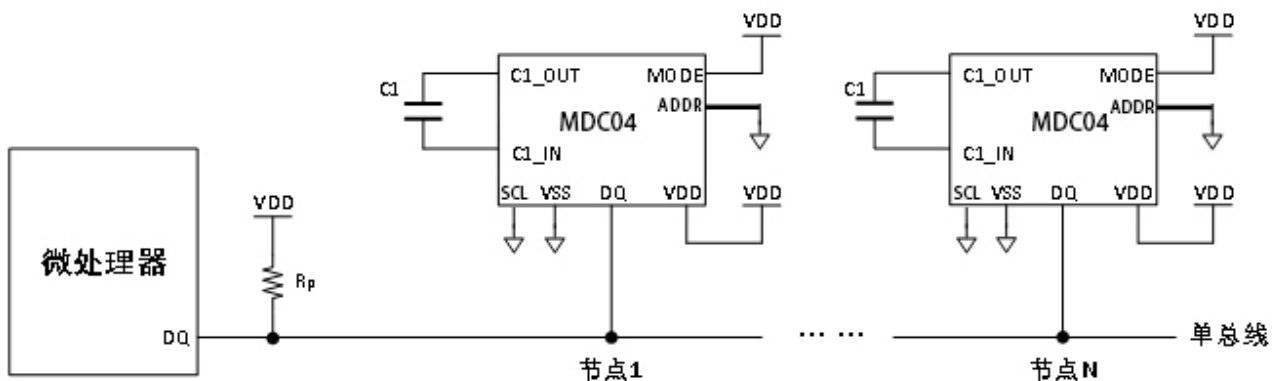 VDD
VDD
C1
C1_OUT
MODE
ADDR
MDC04
C1_IN
SCL
VSS
DQ
VDD
VDD
C1
C1_OUT
MODE
ADDR
MDC04
C1_IN
SCL
VSS
DQ
VDD
VDD
微处理器
DQ
VDD
Rp
… …
单总线
节点1
节点N